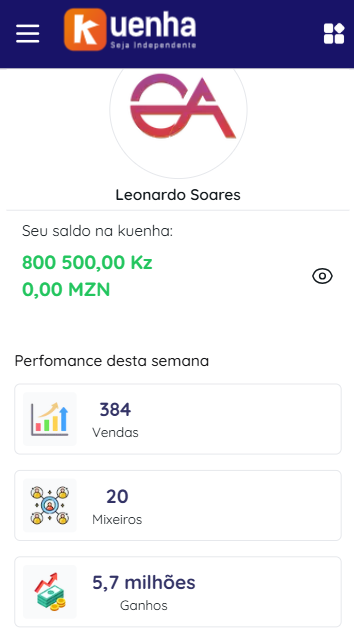 Kuenha
Seja Independente
GA
Leonardo Soares
Seu saldo na kuenha:
800 500,00 Kz
0,00 MZN
Perfomance desta semana
384
Vendas
20
Mixeiros
5,7 milhões
Ganhos